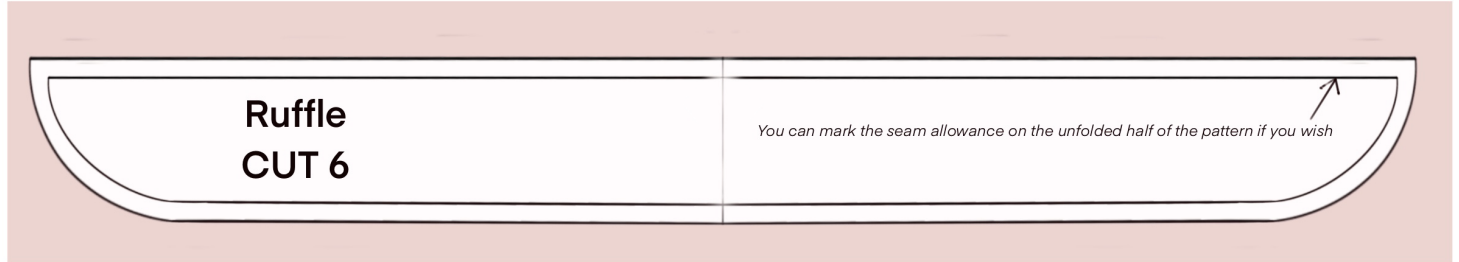 Ruffle
CUT 6
You can mark the seam allowance on the unfolded half of the pattern if you wish